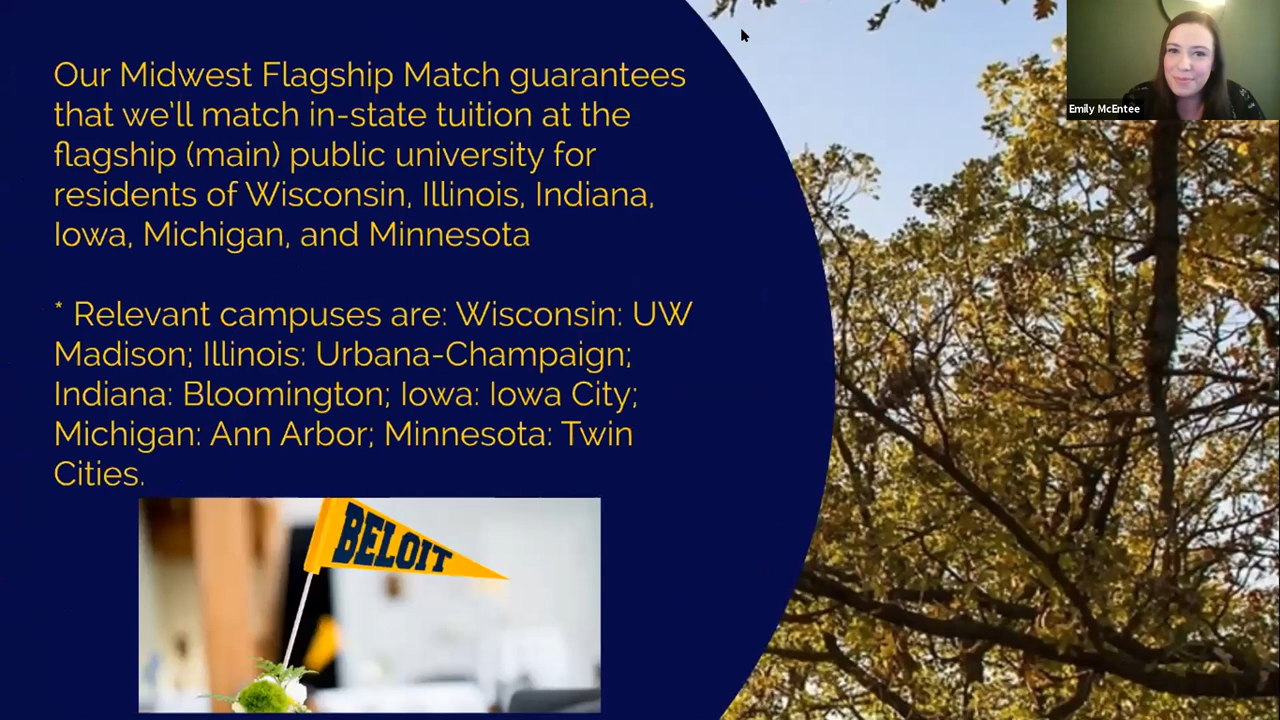 Our Midwest Flagship Match guarantees
that we'll match in-state tuition at the
flagship (main) public university for
residents of Wisconsin, Illinois, Indiana,
Iowa, Michigan, and Minnesota
* Relevant campuses are: Wisconsin: UW
Madison; Illinois: Urbana-Champaign;
Indiana: Bloomington; Iowa: Iowa City;
Michigan: Ann Arbor; Minnesota: Twin
Cities.
BELOIT
Emily McEntee